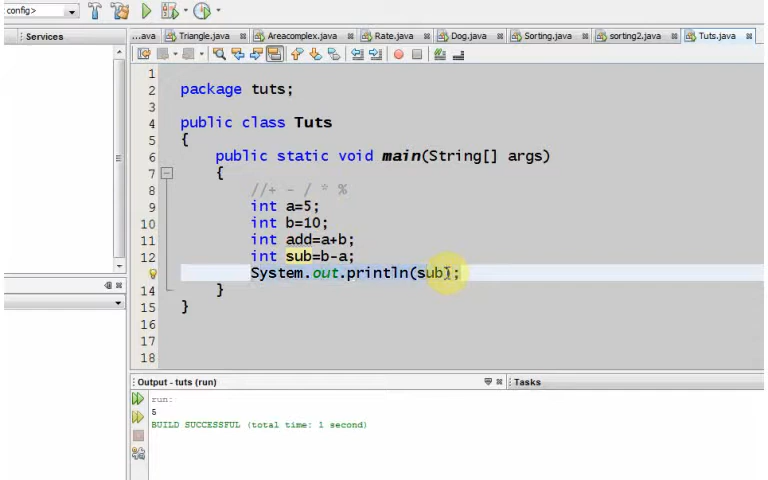 config>
Services
...ava Triangle.java Areacomplex.java Rate.java Dog.java Sorting.java sorting2.java Tuts.java
1
2 package tuts;
3
4 public class Tuts
5 {
6 public static void main(String[] args)
7 {
8 //+ - / * %
9 int a=5;
10 int b=10;
11 int add=a+b;
12 int sub=b-a;
System.out.println(sub);
14 }
15 }
16
17
18
Output - tuts (run)
Tasks
run:
5
BUILD SUCCESSFUL (total time: 1 second)